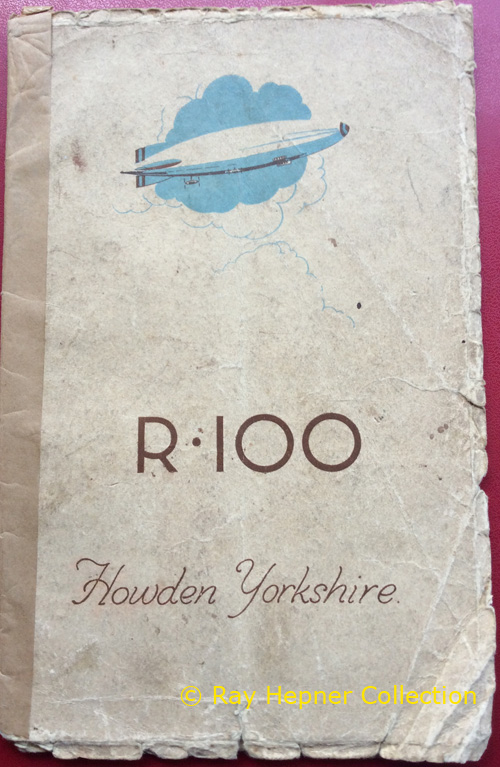 R·100
Howden Yorkshire.
© Ray Hepner Collection